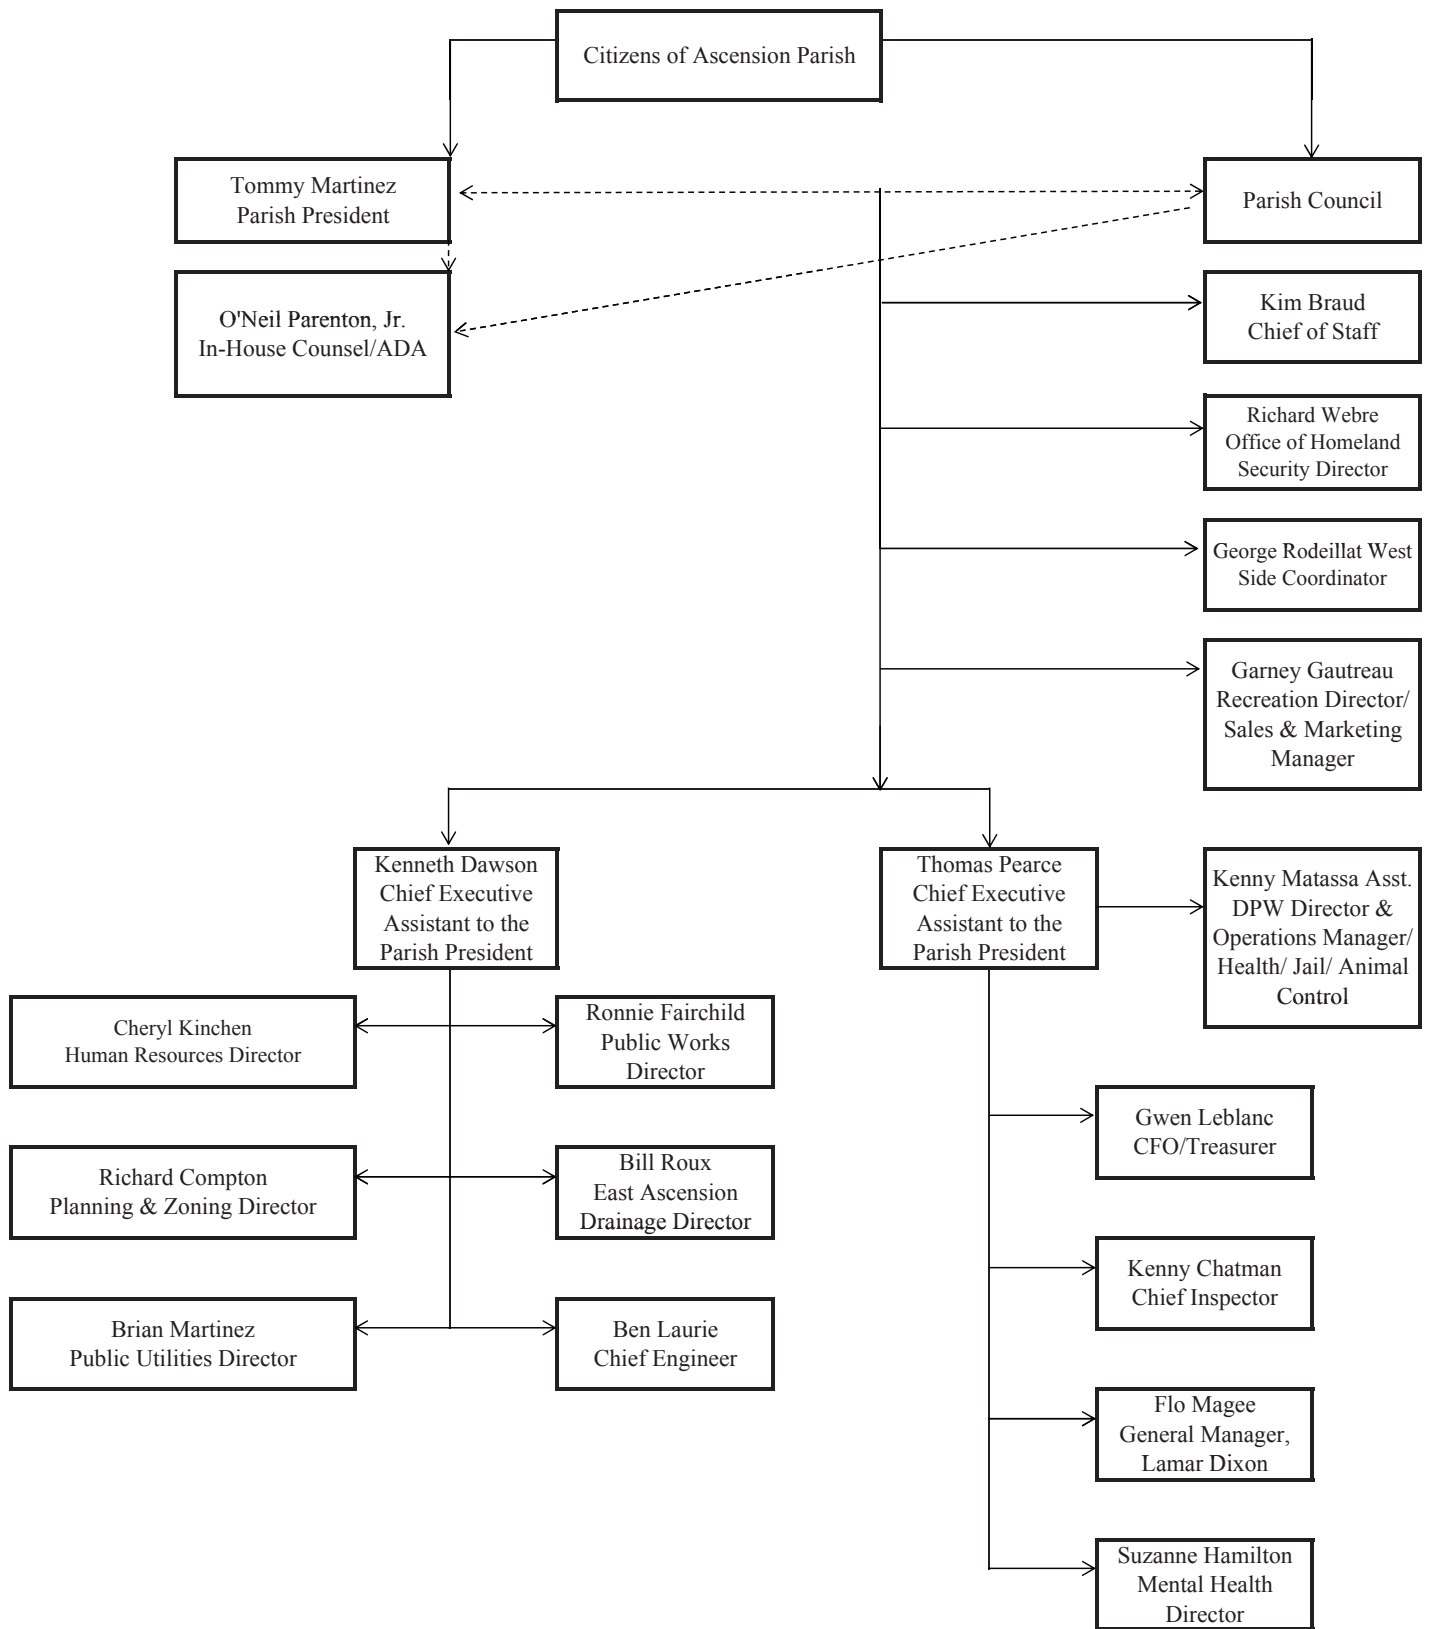 Citizens of Ascension Parish
Tommy Martinez
Parish President
Parish Council
O'Neil Parenton, Jr.
In-House Counsel/ADA
Kim Braud
Chief of Staff
Richard Webre
Office of Homeland
Security Director
George Rodeillat West
Side Coordinator
Garney Gautreau
Recreation Director/
Sales & Marketing
Manager
Kenneth Dawson
Chief Executive
Assistant to the
Parish President
Thomas Pearce
Chief Executive
Assistant to the
Parish President
Kenny Matassa Asst.
DPW Director &
Operations Manager/
Health/ Jail/ Animal
Control
Cheryl Kinchen
Human Resources Director
Ronnie Fairchild
Public Works
Director
Gwen Leblanc
CFO/Treasurer
Richard Compton
Planning & Zoning Director
Bill Roux
East Ascension
Drainage Director
Kenny Chatman
Chief Inspector
Brian Martinez
Public Utilities Director
Ben Laurie
Chief Engineer
Flo Magee
General Manager,
Lamar Dixon
Suzanne Hamilton
Mental Health
Director